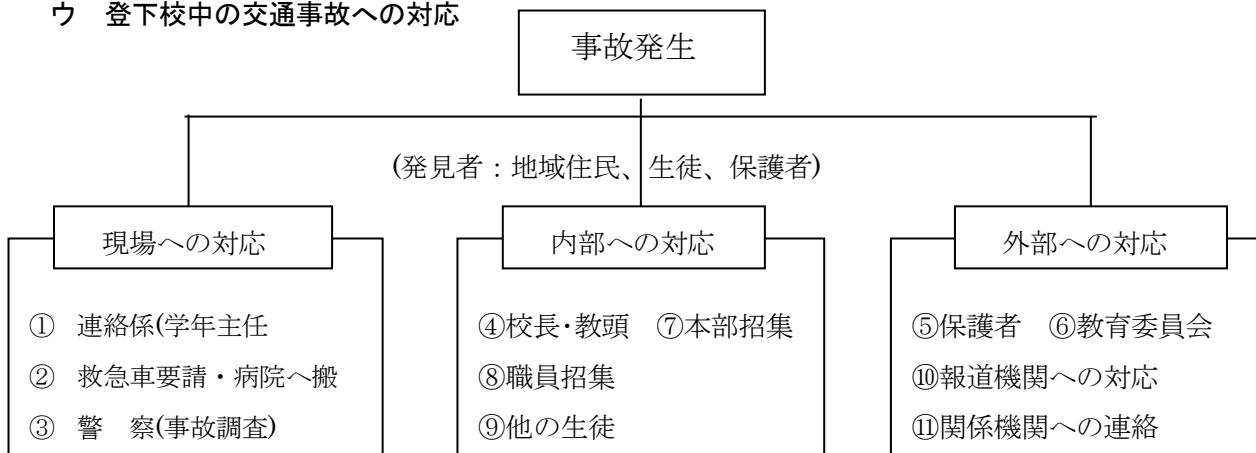 ウ 登下校中の交通事故への対応
事故発生
(発見者：地域住民、生徒、保護者)
現場への対応
① 連絡係(学年主任
② 救急車要請・病院へ搬
③ 警 察(事故調査)
内部への対応
④校長・教頭 ⑦本部招集
⑧職員招集
⑨他の生徒
外部への対応
⑤保護者 ⑥教育委員会
⑩報道機関への対応
⑪関係機関への連絡